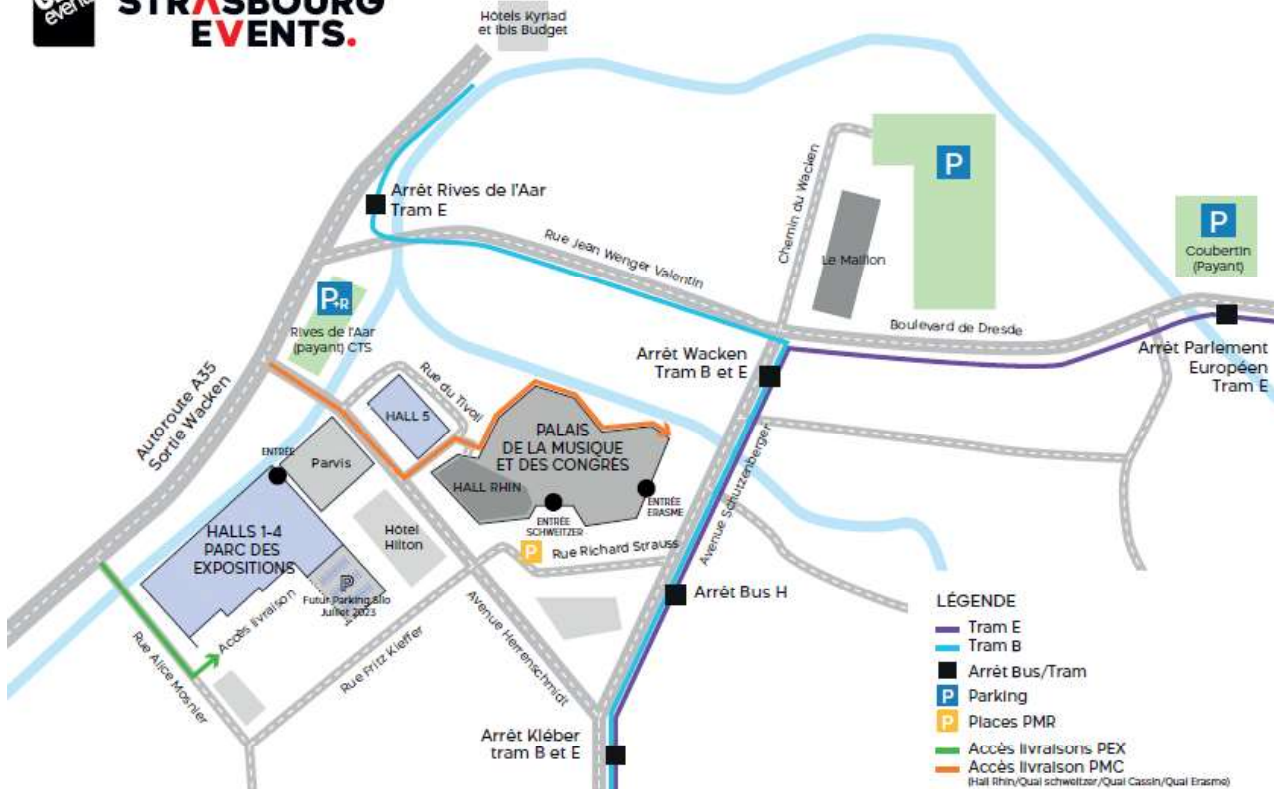 event
STRASBOURG
EVENTS.
Hôtels Kyriad
et Ibis Budget
Arrêt Rives de l'Aar
Tram E
Rue Jean Wenger Valentin
Chemin du Wacken
P
Le Maillon
P
Coubertin
(Payant)
Boulevard de Dresde
Arrêt Parlement
Européen
Tram E
P+R
Rives de l'Aar
(payant) CTS
Arrêt Wacken
Tram B et E
Autoroute A35
Sortie Wacken
Rue du Tivoli
HALL 5
PALAIS
DE LA MUSIQUE
ET DES CONGRÈS
HALL RHIN
ENTRÉE
Parvis
ENTRÉE
SCHWEITZER
ENTRÉE
ERASME
HALLS 1-4
PARC DES
EXPOSITIONS
Hôtel
Hilton
P
Rue Richard Strauss
Avenue Schutzenberger
P
Futur Parking Silo
Juillet 2023
Accès livraison
Arrêt Bus H
Rue Alice Mosnier
Rue Fritz Kieffer
Avenue Herrenschmidt
Arrêt Kléber
tram B et E
LÉGENDE
Tram E
Tram B
Arrêt Bus/Tram
P Parking
P Places PMR
Accès livraisons PEX
Accès livraison PMC
(Hall Rhin/Quai schweitzer/Quai Cassin/Quai Erasme)